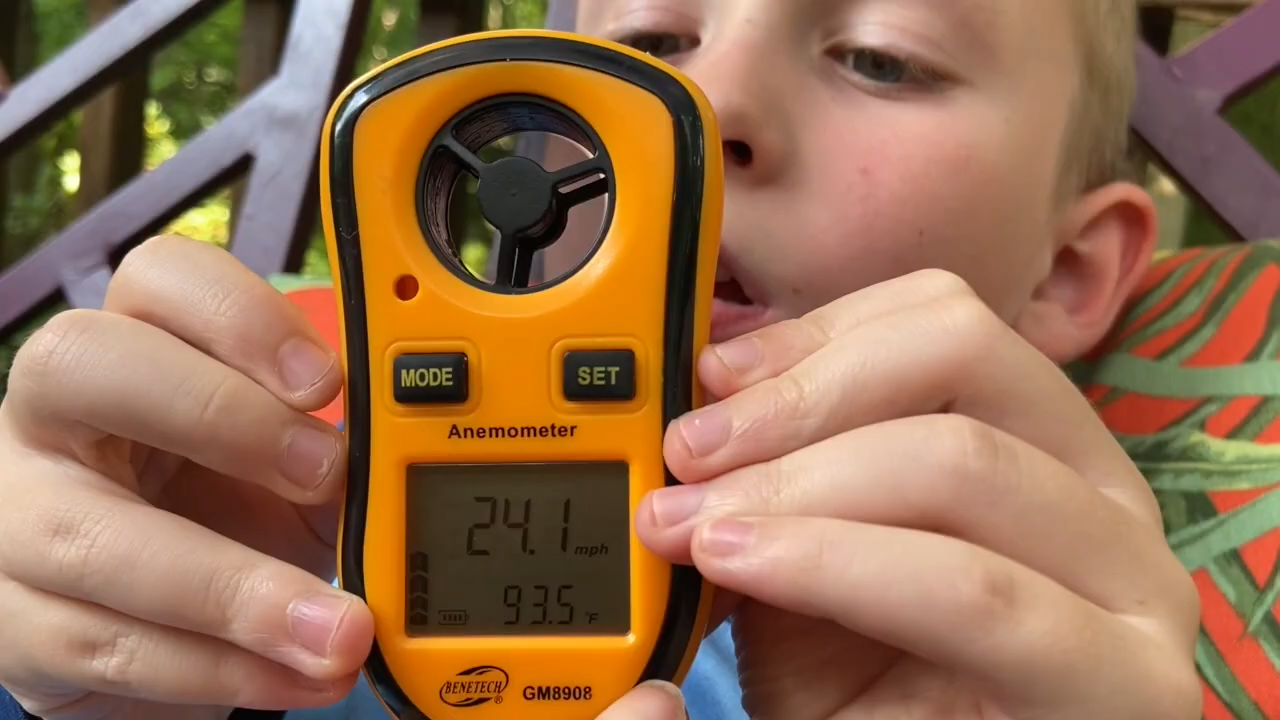 MODE SET
Anemometer
24.1 mph
93.5 °F
BENETECH® GM8908